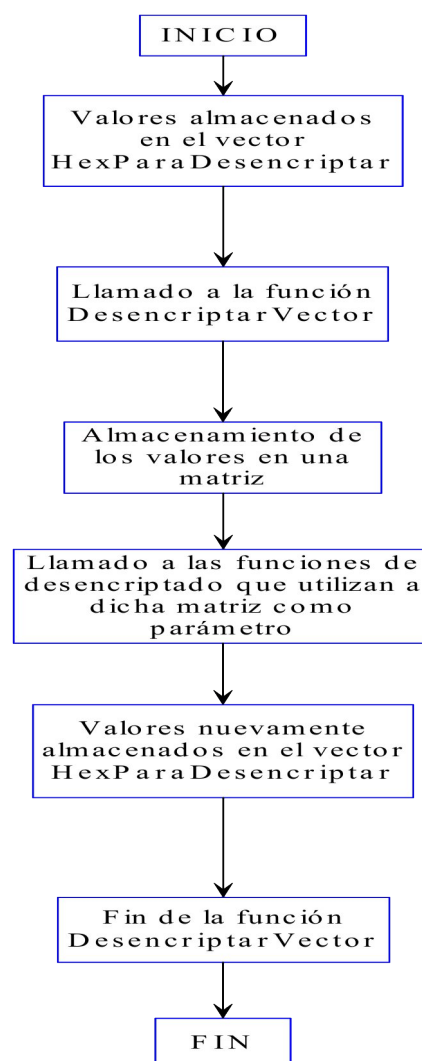 INICIO
Valores almacenados
en el vector
HexParaDesencriptar
Llamado a la función
DesencriptarVector
Almacenamiento de
los valores en una
matriz
Llamado a las funciones de
desencriptado que utilizan a
dicha matriz como
parámetro
Valores nuevamente
almacenados en el vector
HexParaDesencriptar
Fin de la función
DesencriptarVector
FIN